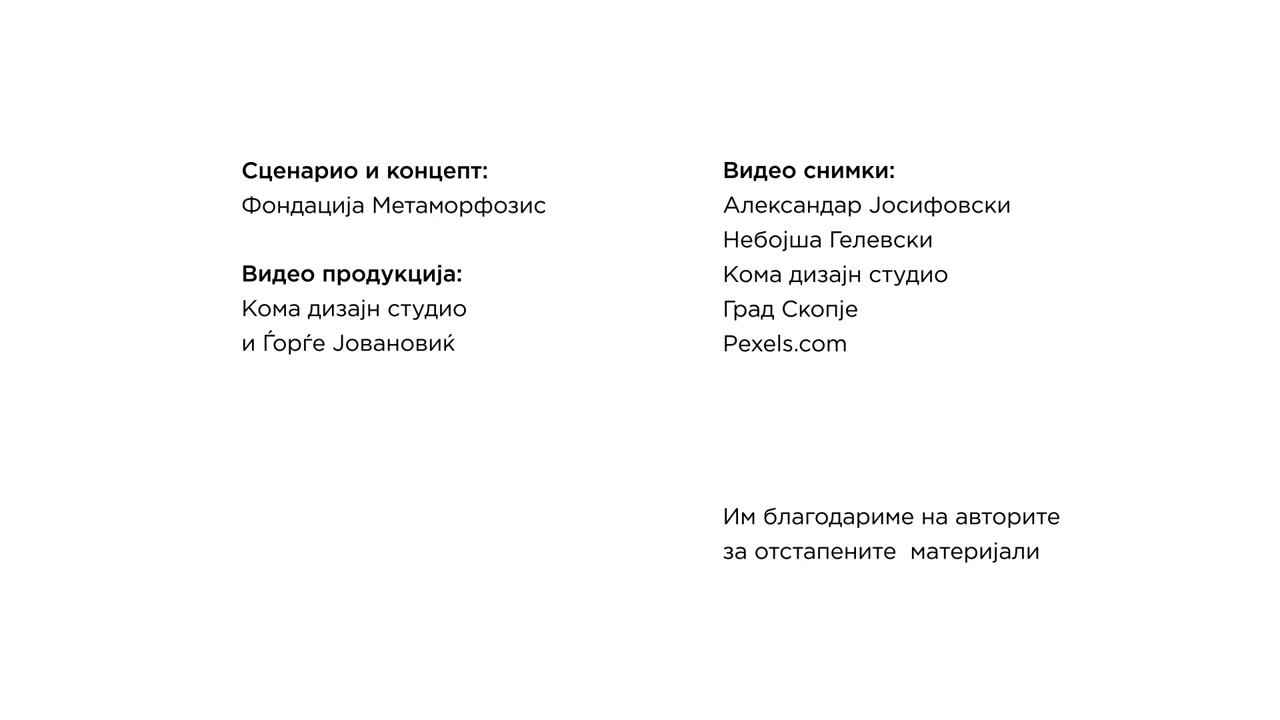 Сценарио и концепт:
Фондација Метаморфозис
Видео продукција:
Кома дизајн студио
и Ѓорѓе Јовановиќ
Видео снимки:
Александар Јосифовски
Небојша Гелевски
Кома дизајн студио
Град Скопје
Pexels.com
Им благодариме на авторите
за отстапените  материјали